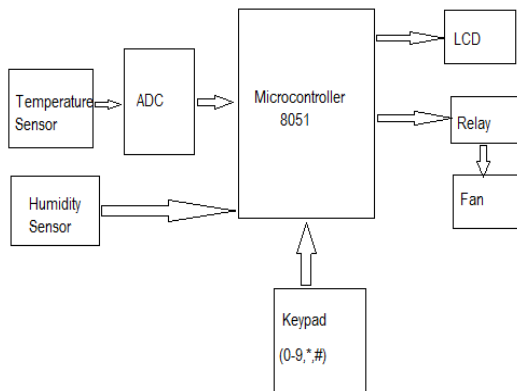 Temperature
Sensor
ADC
Microcontroller
8051
LCD
Relay
Fan
Humidity
Sensor
Keypad
(0-9,*,#)